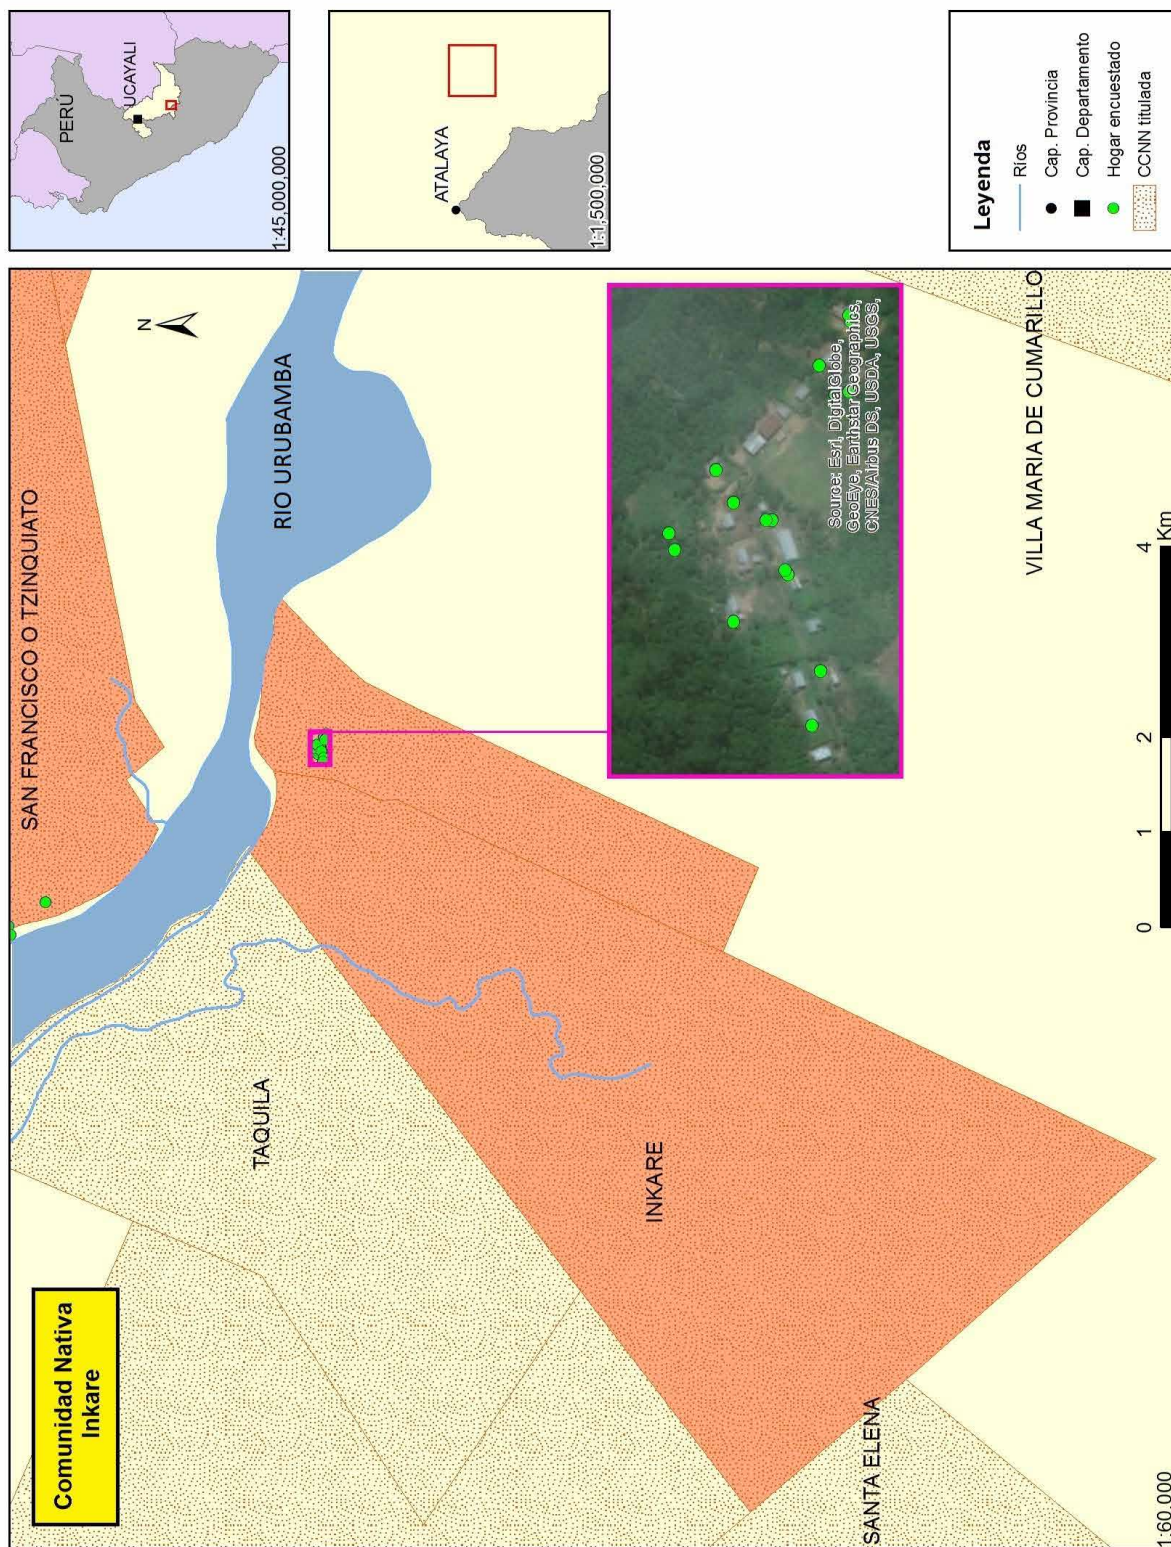 Comunidad Nativa
Inkare
SAN FRANCISCO O TZINQUIATO
N
RIO URUBAMBA
TAQUILA
INKARE
SANTA ELENA
VILLA MARIA DE CUMARILLO
Source: Esri, DigitalGlobe,
GeoEye, Earthstar Geographics,
CNES/Airbus DS, USDA, USGS,
1:60,000
0 1 2 4
Km
PERÚ
UCAYALI
1:45,000,000
ATALAYA
1:1,500,000
Leyenda
Ríos
Cap. Provincia
Cap. Departamento
Hogar encuestado
CCNN titulada